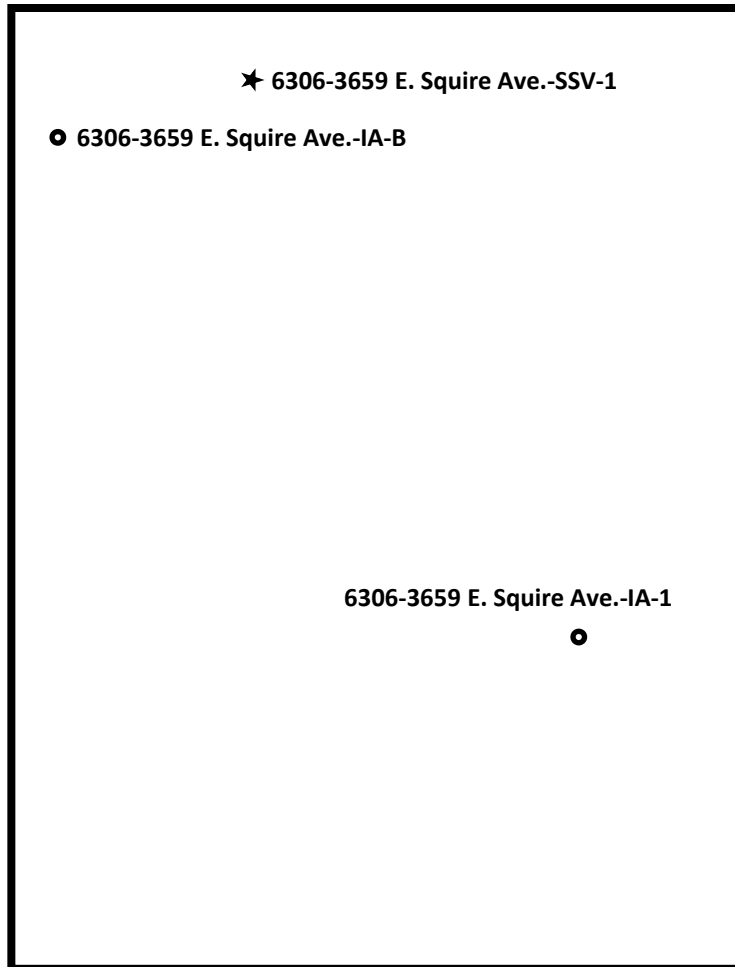 6306-3659 E. Squire Ave.-SSV-1
6306-3659 E. Squire Ave.-IA-B
6306-3659 E. Squire Ave.-IA-1